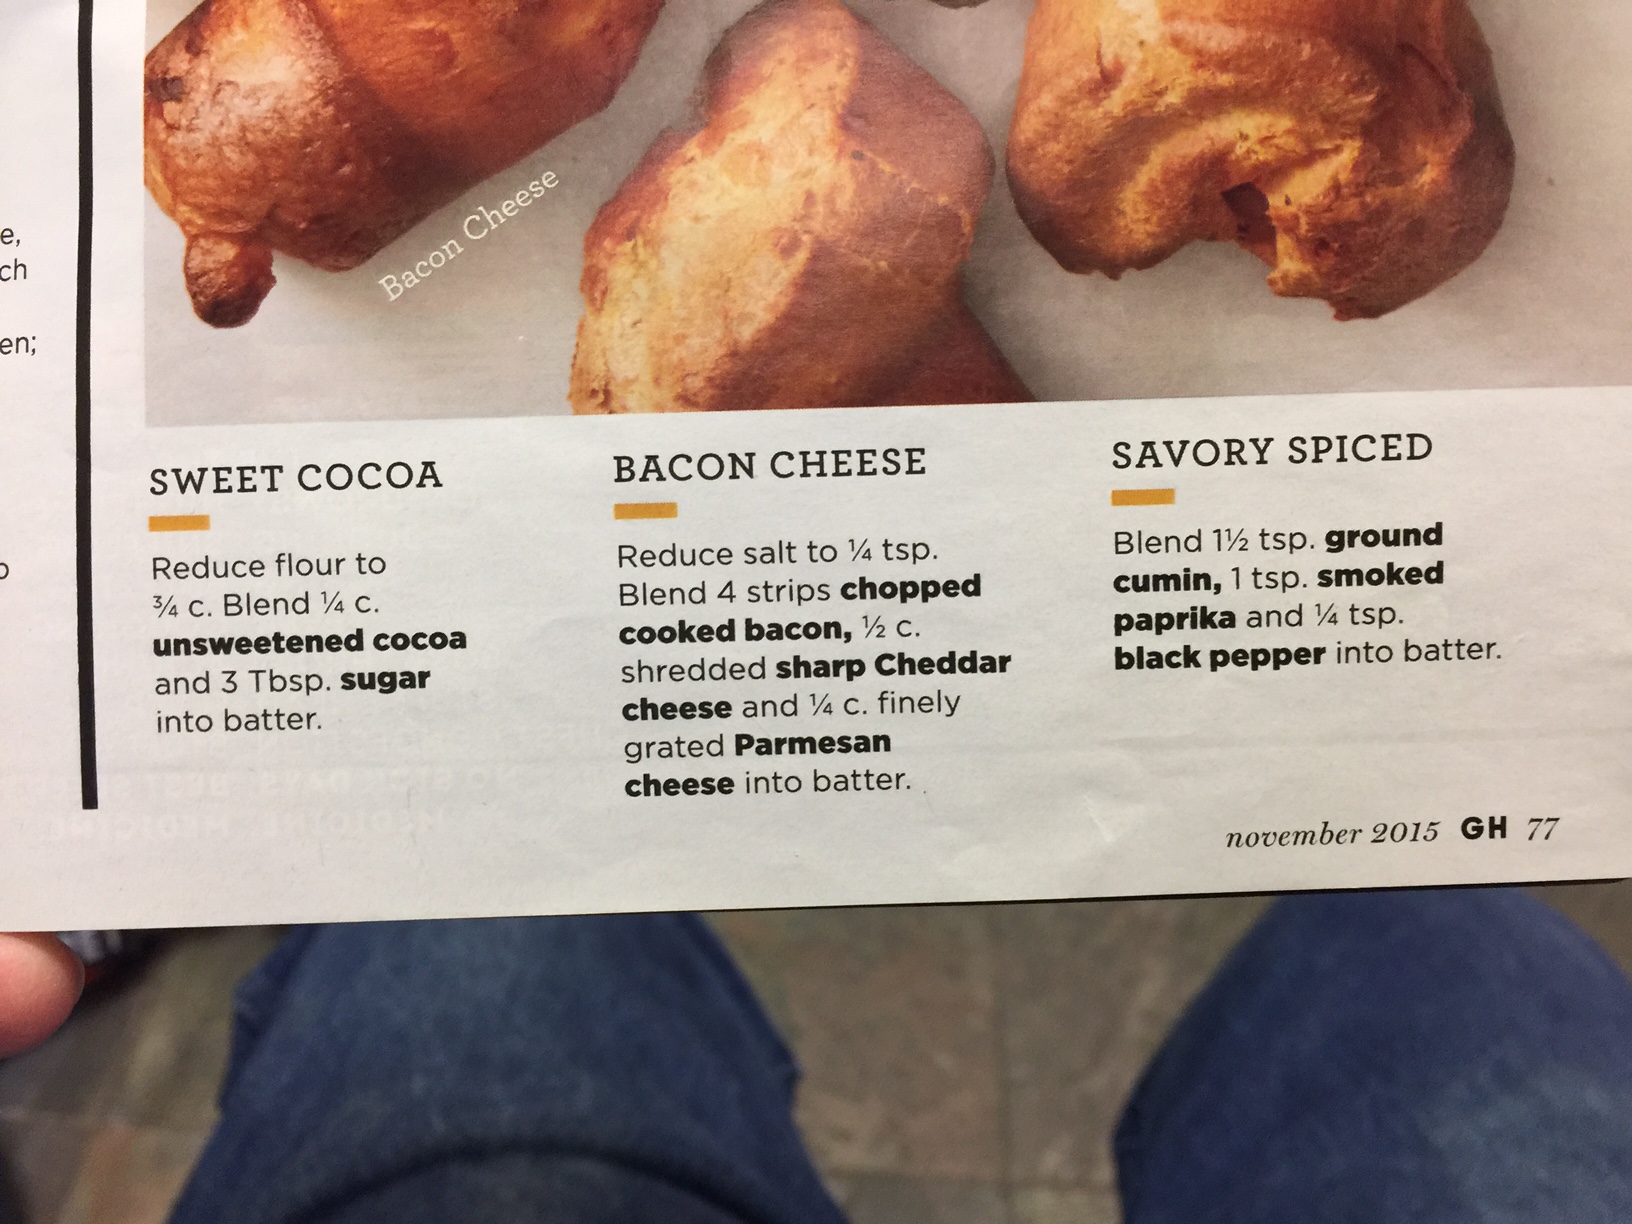 e,
ch
en;
Bacon Cheese
SWEET COCOA
Reduce flour to
¾ c. Blend ¼ c.
unsweetened cocoa
and 3 Tbsp. sugar
into batter.
BACON CHEESE
Reduce salt to ¼ tsp.
Blend 4 strips chopped
cooked bacon, ½ c.
shredded sharp Cheddar
cheese and ¼ c. finely
grated Parmesan
cheese into batter.
SAVORY SPICED
Blend 1½ tsp. ground
cumin, 1 tsp. smoked
paprika and ¼ tsp.
black pepper into batter.
november 2015 GH 77